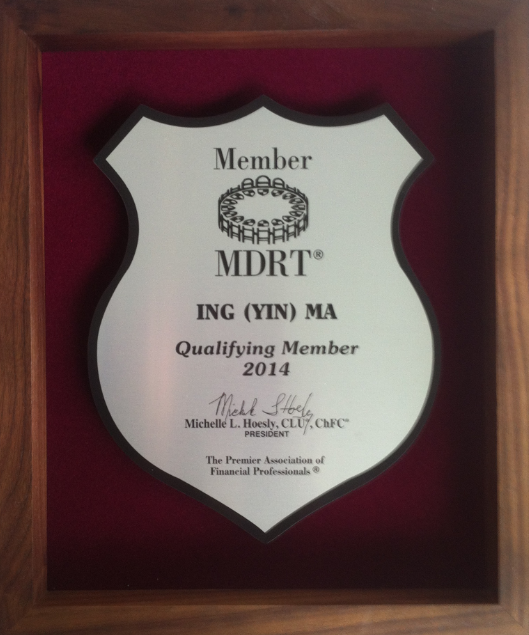 Member
MDRT®
ING (YIN) MA
Qualifying Member
2014
Michelle L. Hoesly, CLU, ChFC®
PRESIDENT
The Premier Association of
Financial Professionals ®